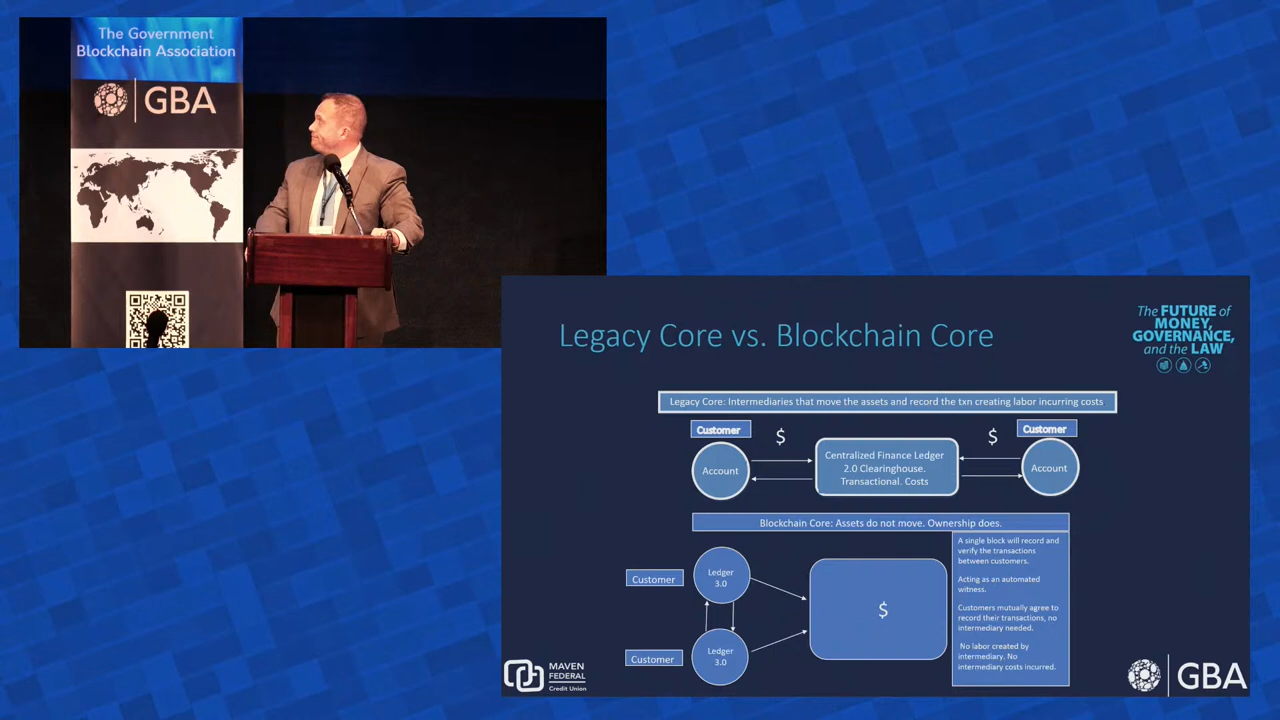 The Government
Blockchain Association
GBA
Legacy Core vs. Blockchain Core
The FUTURE of
MONEY,
GOVERNANCE,
and the LAW
Legacy Core: Intermediaries that move the assets and record the txn creating labor incurring costs
Customer
$
$
Customer
Account
Centralized Finance Ledger
2.0 Clearinghouse.
Transactional. Costs
Account
Blockchain Core: Assets do not move. Ownership does.
Customer
Ledger
3.0
Customer
Ledger
3.0
$
A single block will record and
verify the transactions
between customers.
Acting as an automated
witness.
Customers mutually agree to
record their transactions, no
intermediary needed.
No labor created by
intermediary. No
intermediary costs incurred.
MAVEN
FEDERAL
Credit Union
GBA